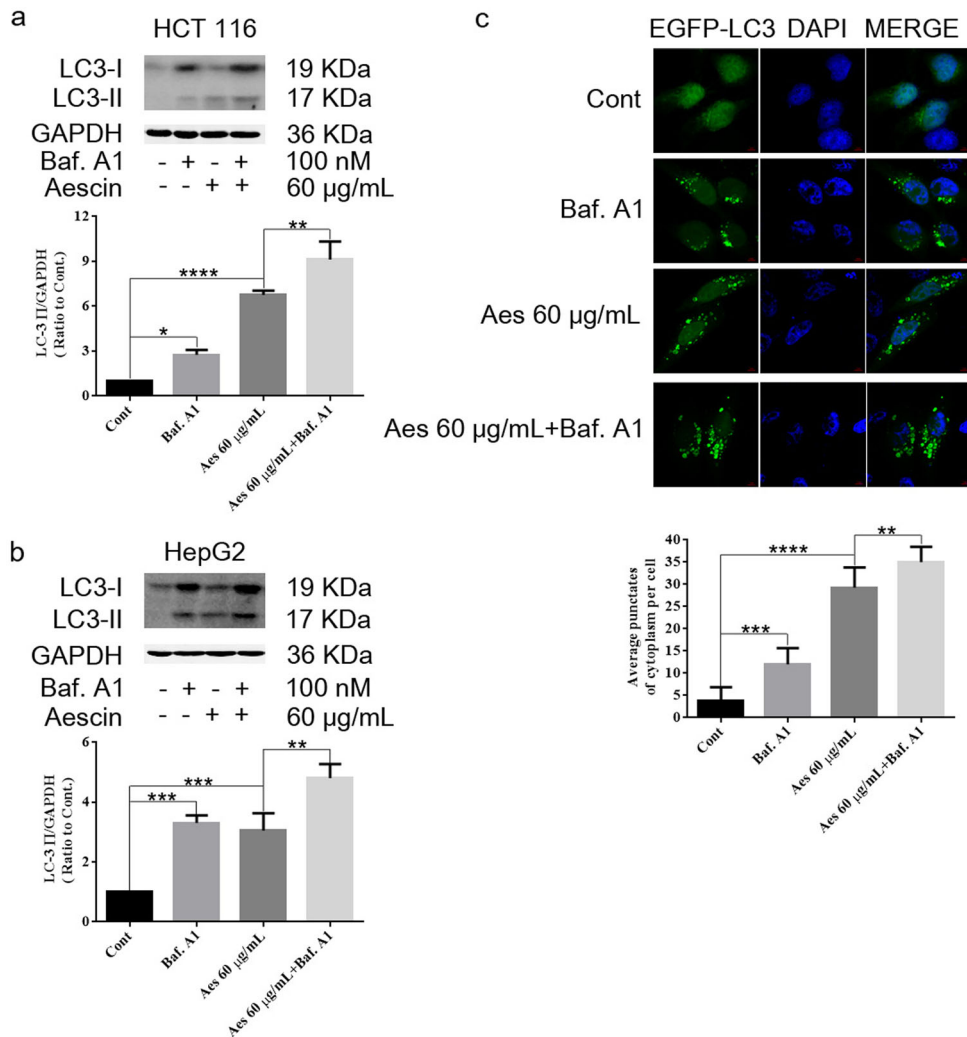 a
HCT 116
LC3-I 19 KDa
LC3-II 17 KDa
GAPDH 36 KDa
Baf. A1 - + - + 100 nM
Aescin - - + + 60 µg/mL
LC-3 II/GAPDH
( Ratio to Cont.)
12
9
6
3
0
*
****
**
Cont
Baf. A1
Aes 60 µg/mL
Aes 60 µg/mL+Baf. A1
b
HepG2
LC3-I 19 KDa
LC3-II 17 KDa
GAPDH 36 KDa
Baf. A1 - + - + 100 nM
Aescin - - + + 60 µg/mL
LC-3 II/GAPDH
( Ratio to Cont.)
6
4
2
0
***
***
**
Cont
Baf. A1
Aes 60 µg/mL
Aes 60 µg/mL+Baf. A1
c
EGFP-LC3 DAPI MERGE
Cont
Baf. A1
Aes 60 µg/mL
Aes 60 µg/mL+Baf. A1
Average punctates
of cytoplasm per cell
40
35
30
25
20
15
10
5
0
***
****
**
Cont
Baf. A1
Aes 60 µg/mL
Aes 60 µg/mL+Baf. A1